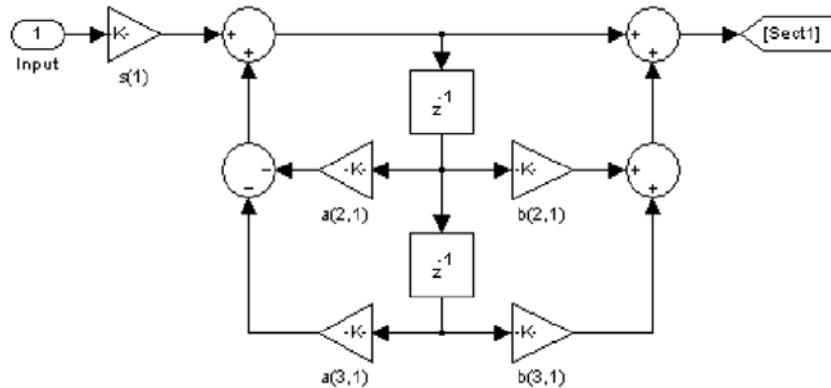 1
Input
K-
s(1)
+
+
+
+
[Sect1]
z-1
-
-
-K-
a(2,1)
-K-
b(2,1)
+
+
z-1
-K-
a(3,1)
-K-
b(3,1)